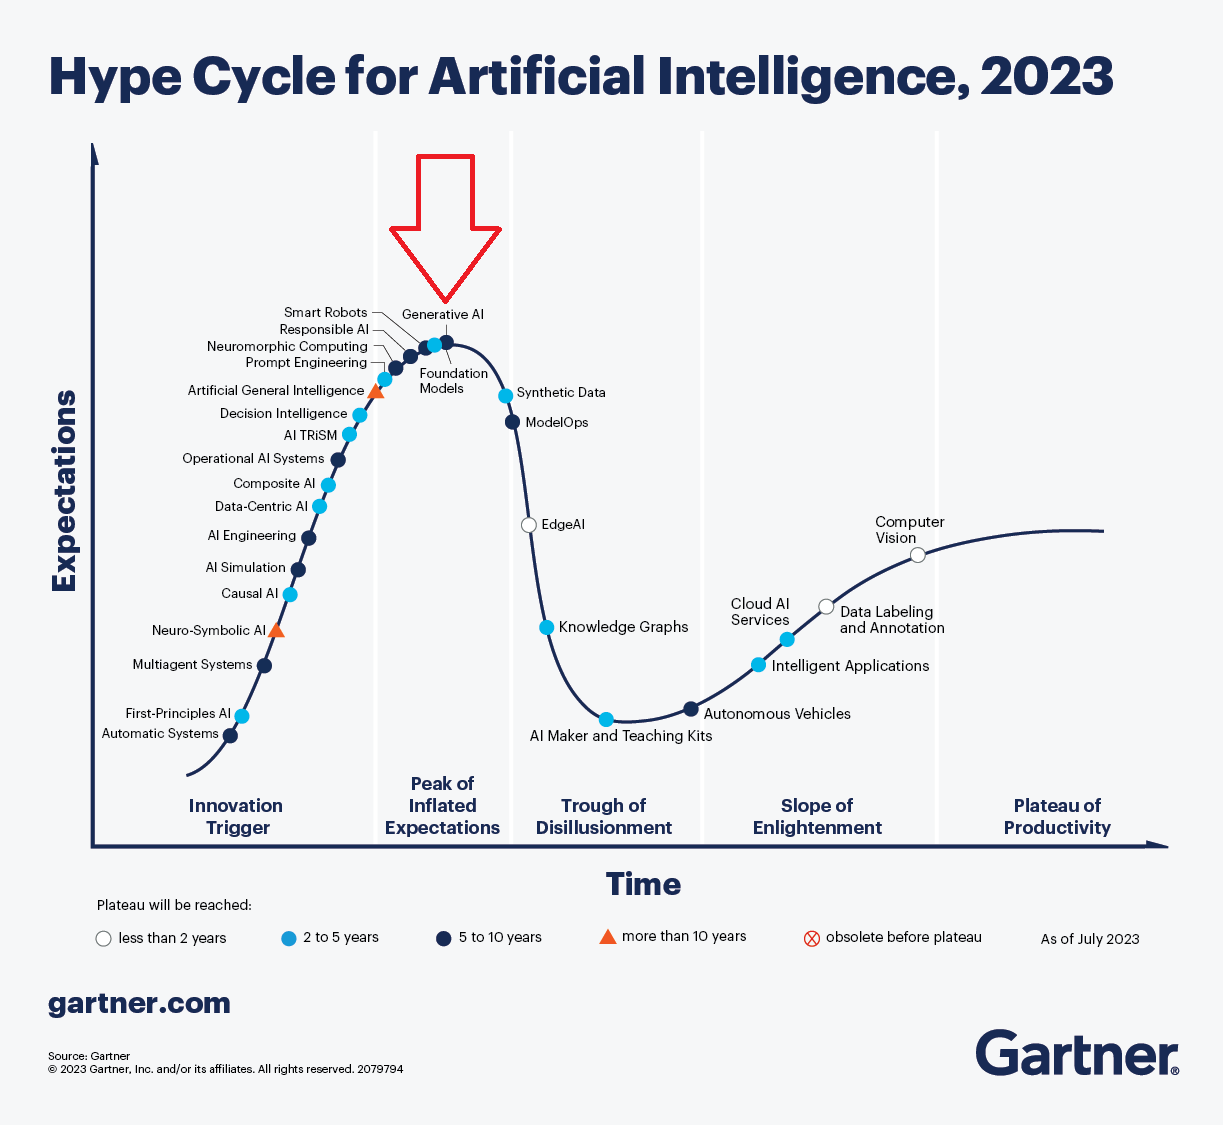 Hype Cycle for Artificial Intelligence, 2023
Expectations
Smart Robots
Responsible AI
Neuromorphic Computing
Prompt Engineering
Artificial General Intelligence
Decision Intelligence
AI TRiSM
Operational AI Systems
Composite AI
Data-Centric AI
AI Engineering
AI Simulation
Causal AI
Neuro-Symbolic AI
Multiagent Systems
First-Principles AI
Automatic Systems
Generative AI
Foundation
Models
Synthetic Data
ModelOps
EdgeAI
Knowledge Graphs
AI Maker and Teaching Kits
Autonomous Vehicles
Intelligent Applications
Cloud AI
Services
Data Labeling
and Annotation
Computer
Vision
Innovation
Trigger
Peak of
Inflated
Expectations
Trough of
Disillusionment
Slope of
Enlightenment
Plateau of
Productivity
Time
Plateau will be reached:
less than 2 years
2 to 5 years
5 to 10 years
more than 10 years
obsolete before plateau
As of July 2023
gartner.com
Source: Gartner
© 2023 Gartner, Inc. and/or its affiliates. All rights reserved. 2079794
Gartner®